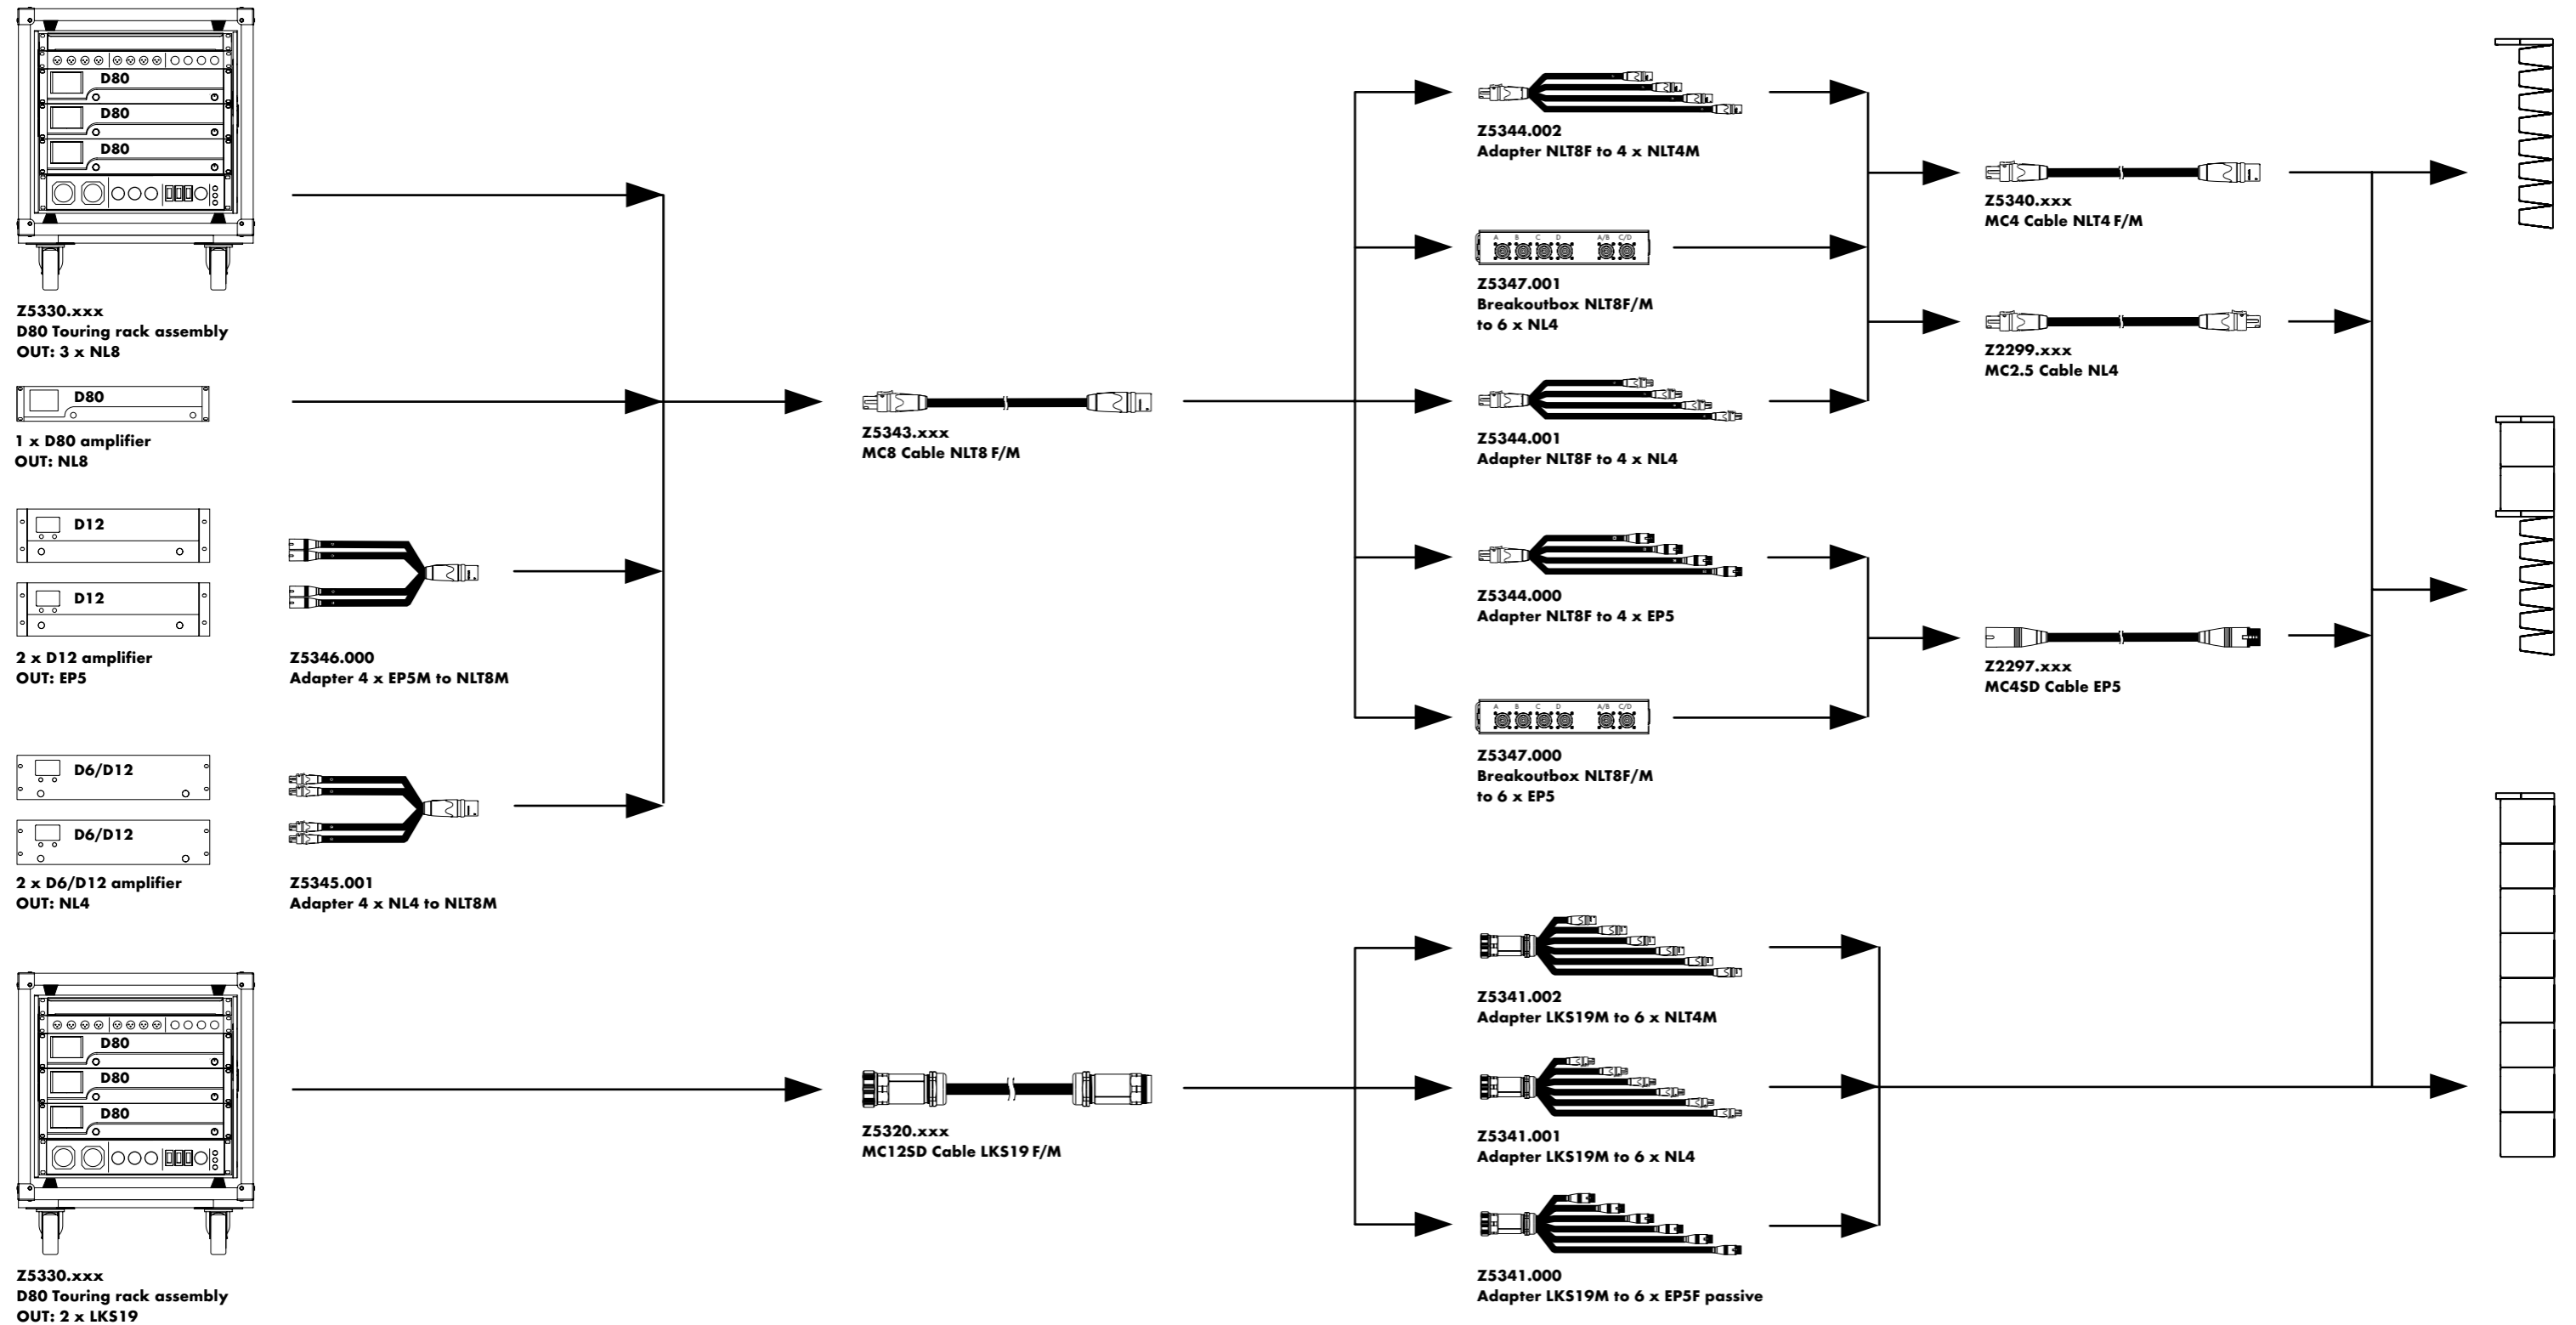 D80
D80
D80
Z5330.xxx
D80 Touring rack assembly
OUT: 3 x NL8
D80
1 x D80 amplifier
OUT: NL8
D12
D12
2 x D12 amplifier
OUT: EP5
D6/D12
D6/D12
2 x D6/D12 amplifier
OUT: NL4
D80
D80
D80
Z5330.xxx
D80 Touring rack assembly
OUT: 2 x LKS19
Z5346.000
Adapter 4 x EP5M to NLT8M
Z5345.001
Adapter 4 x NL4 to NLT8M
Z5343.xxx
MC8 Cable NLT8 F/M
Z5320.xxx
MC12SD Cable LKS19 F/M
Z5344.002
Adapter NLT8F to 4 x NLT4M
A B C D A/B C/D
Z5347.001
Breakoutbox NLT8F/M
to 6 x NL4
Z5344.001
Adapter NLT8F to 4 x NL4
Z5344.000
Adapter NLT8F to 4 x EP5
A B C D A/B C/D
Z5347.000
Breakoutbox NLT8F/M
to 6 x EP5
Z5341.002
Adapter LKS19M to 6 x NLT4M
Z5341.001
Adapter LKS19M to 6 x NL4
Z5341.000
Adapter LKS19M to 6 x EP5F passive
Z5340.xxx
MC4 Cable NLT4 F/M
Z2299.xxx
MC2.5 Cable NL4
Z2297.xxx
MC4SD Cable EP5